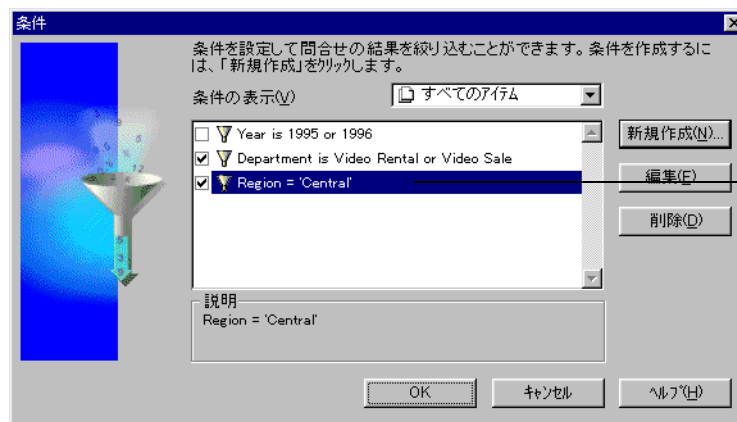 条件
条件を設定して問合せの結果を絞り込むことができます。条件を作成するに
は、「新規作成」をクリックします。
条件の表示(V)
すべてのアイテム
Year is 1995 or 1996
Department is Video Rental or Video Sale
Region = 'Central'
新規作成(N)...
編集(E)
削除(D)
説明
Region = 'Central'
OK
キャンセル
ヘルプ(H)